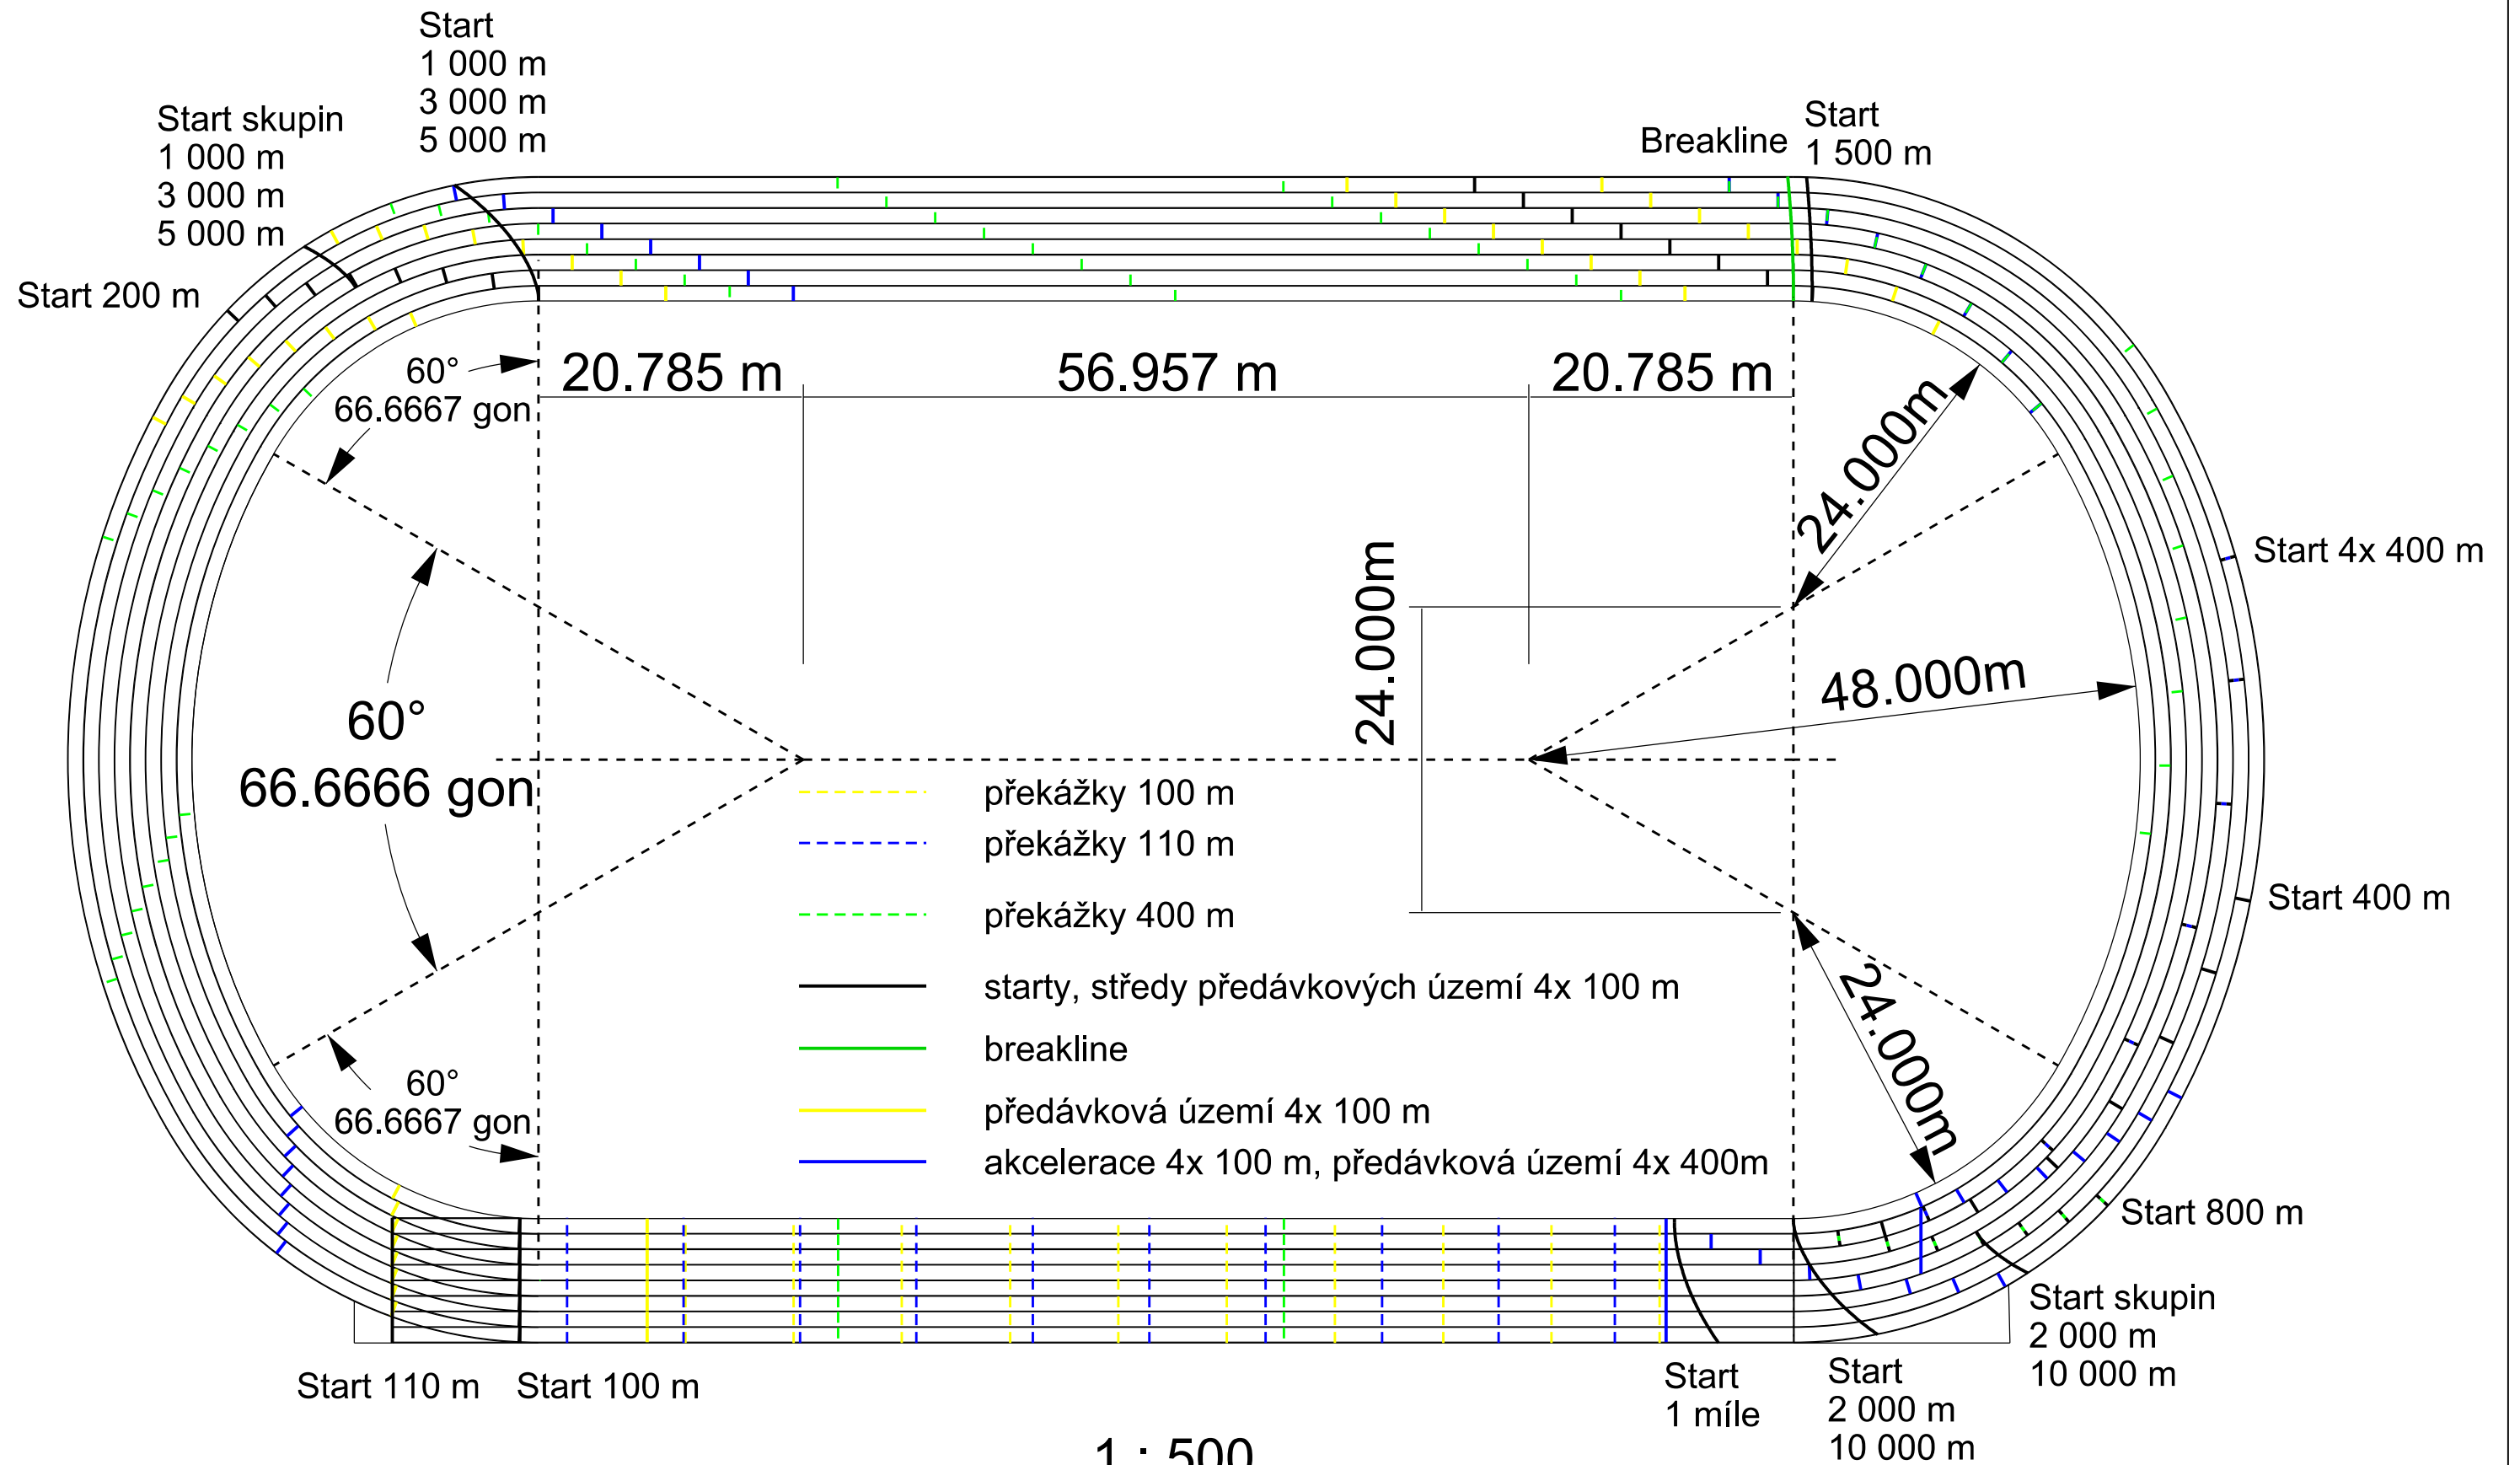 Start
1 000 m
3 000 m
5 000 m
Start skupin
1 000 m
3 000 m
5 000 m
Start 200 m
Breakline
Start
1 500 m
60°
66.6667 gon
20.785 m
56.957 m
20.785 m
24.000m
24.000m
48.000m
Start 4x 400 m
60°
66.6666 gon
překážky 100 m
překážky 110 m
překážky 400 m
starty, středy předávkových území 4x 100 m
breakline
předávková území 4x 100 m
akcelerace 4x 100 m, předávková území 4x 400m
Start 400 m
24.000m
60°
66.6667 gon
Start 800 m
Start skupin
2 000 m
10 000 m
Start 110 m
Start 100 m
Start
1 míle
Start
2 000 m
10 000 m
1 : 500